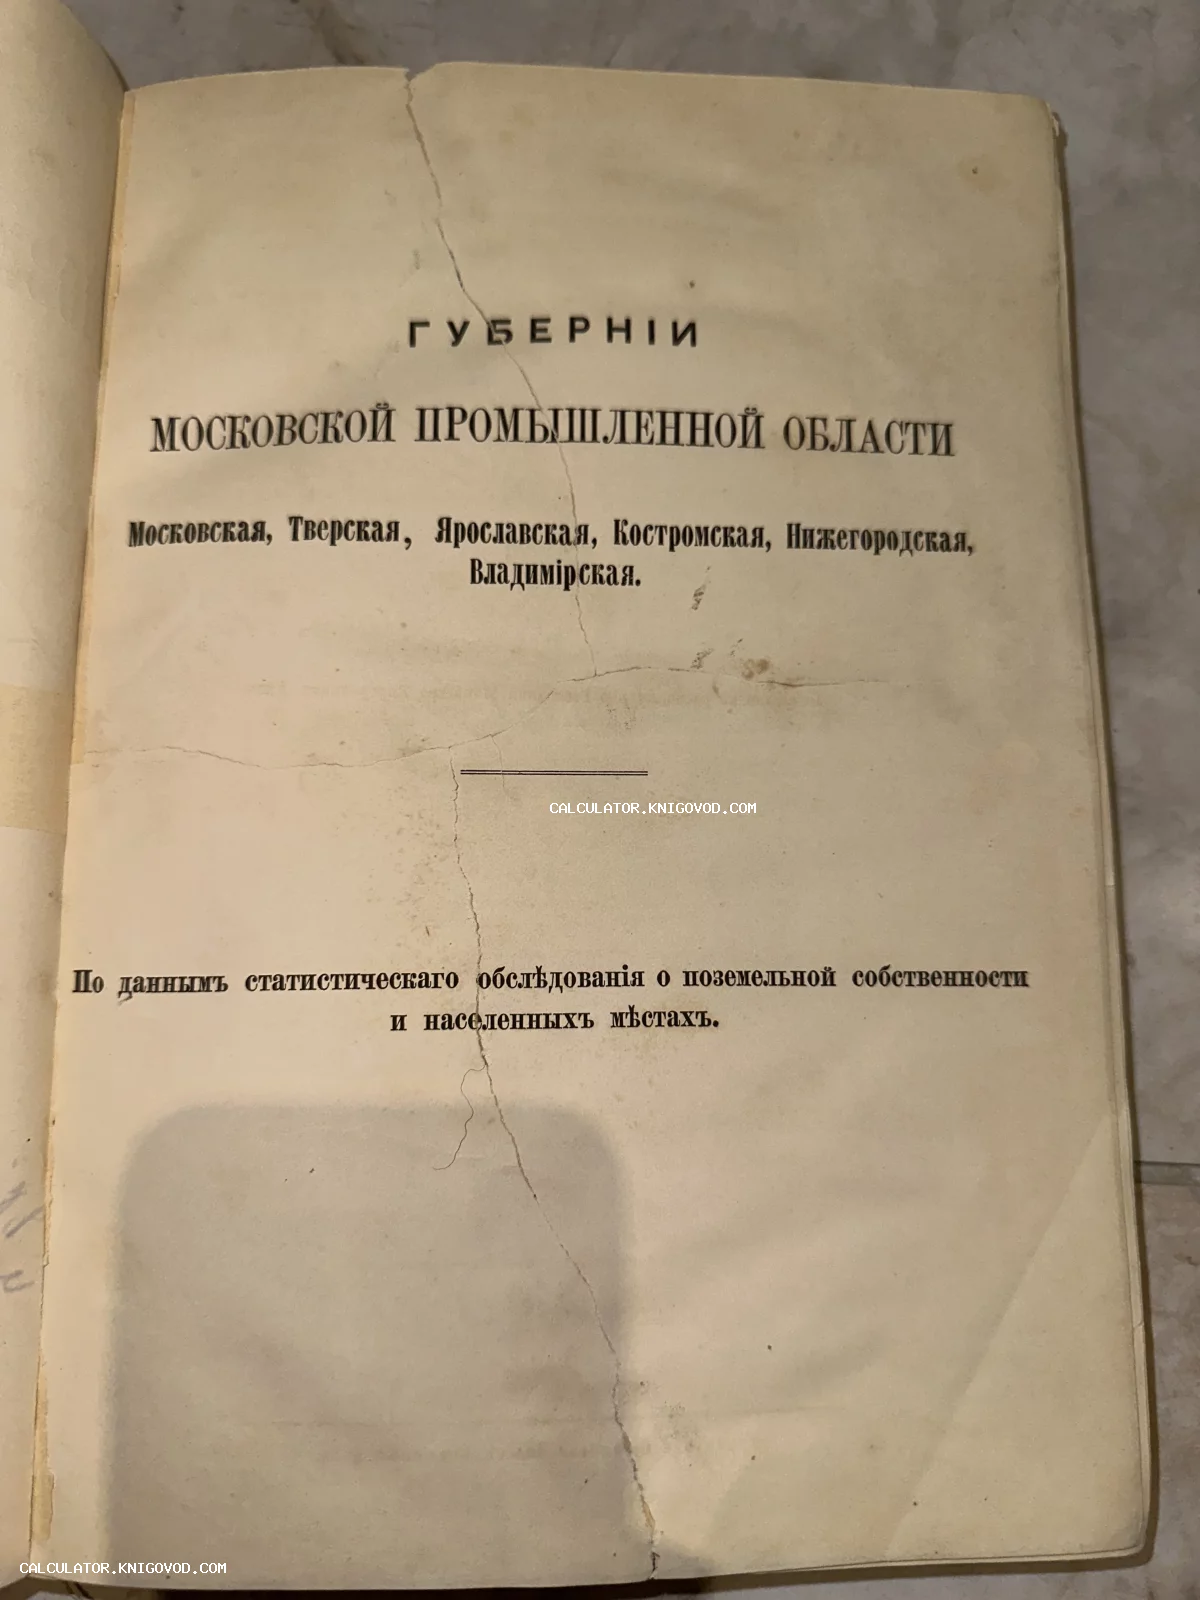 ГУБЕРНІИ
МОСКОВСКОЙ ПРОМЫШЛЕННОЙ ОБЛАСТИ
Московская, Тверская, Ярославская, Костромская, Нижегородская,
Владимірская.
CALCULATOR.KNIGOVOD.COM
По даннымъ статистическаго обслѣдованія о поземельной собственности
и населенныхъ мѣстахъ.
CALCULATOR.KNIGOVOD.COM